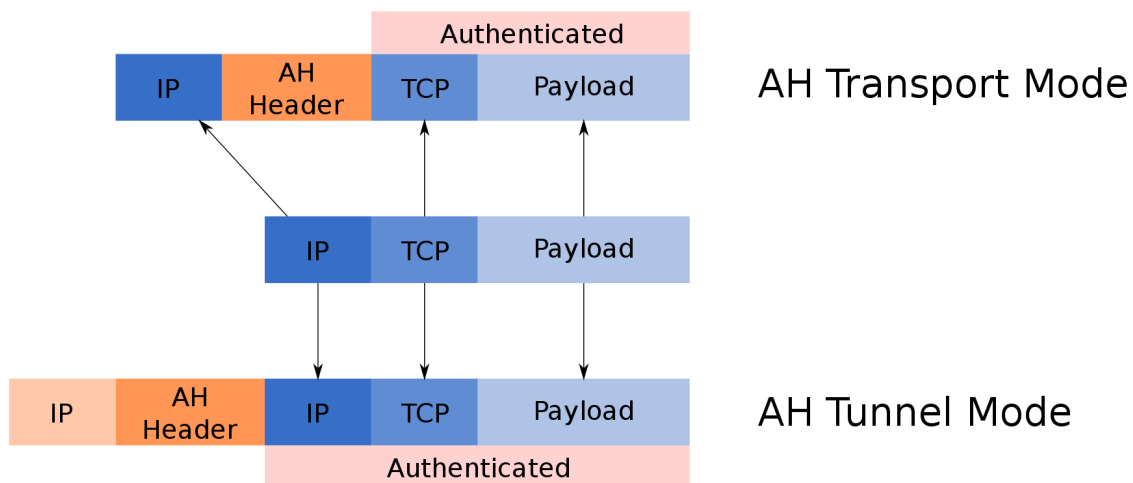 Authenticated
IP
AH
Header
TCP
Payload
AH Transport Mode
IP
TCP
Payload
IP
AH
Header
IP
TCP
Payload
AH Tunnel Mode
Authenticated